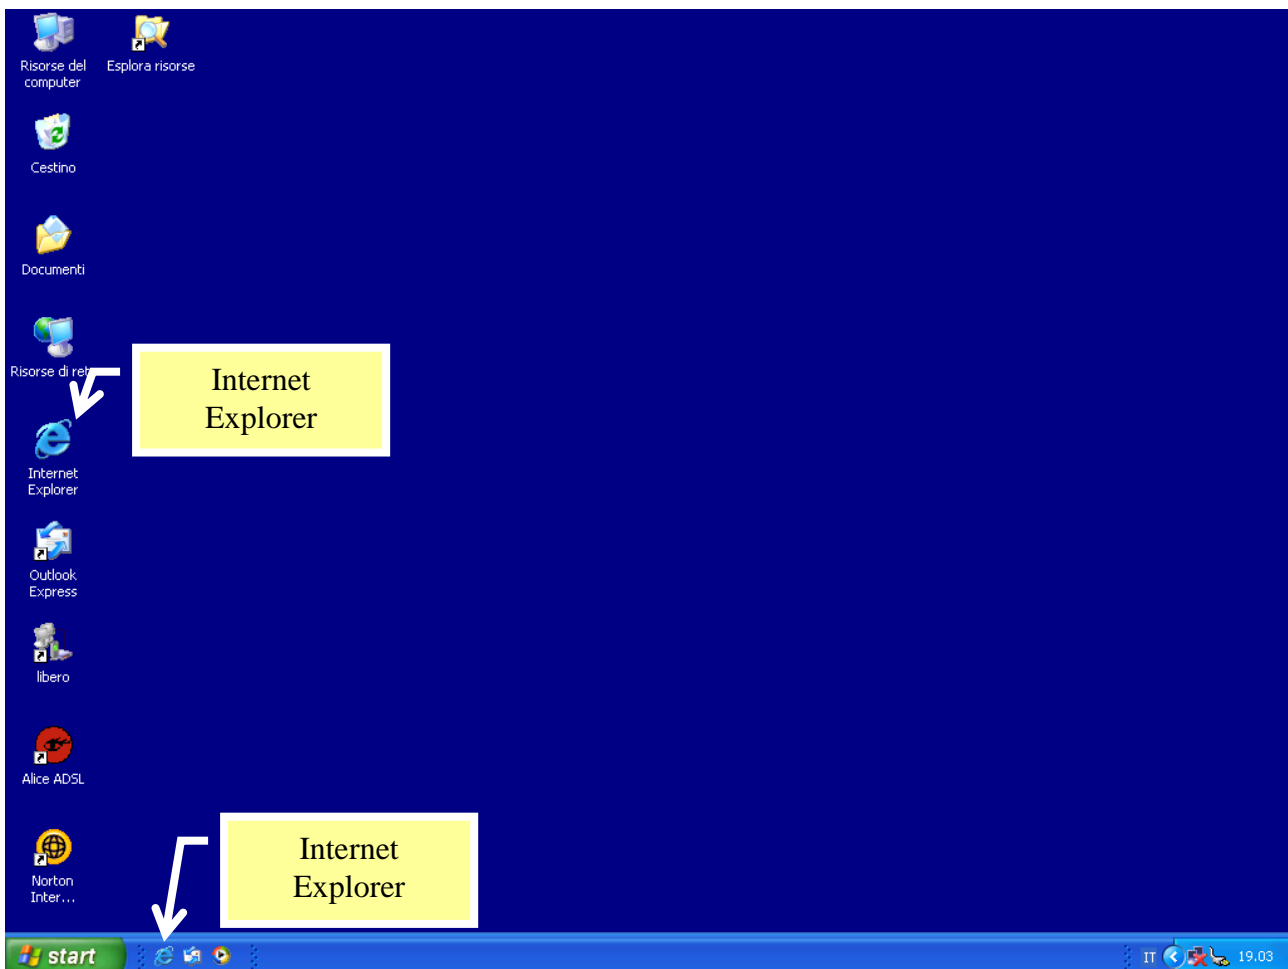 Risorse del
computer
Esplora risorse
Cestino
Documenti
Risorse di ret
Internet
Explorer
Internet
Explorer
Outlook
Express
libero
Alice ADSL
Norton
Inter...
Internet
Explorer
start
IT
19.03